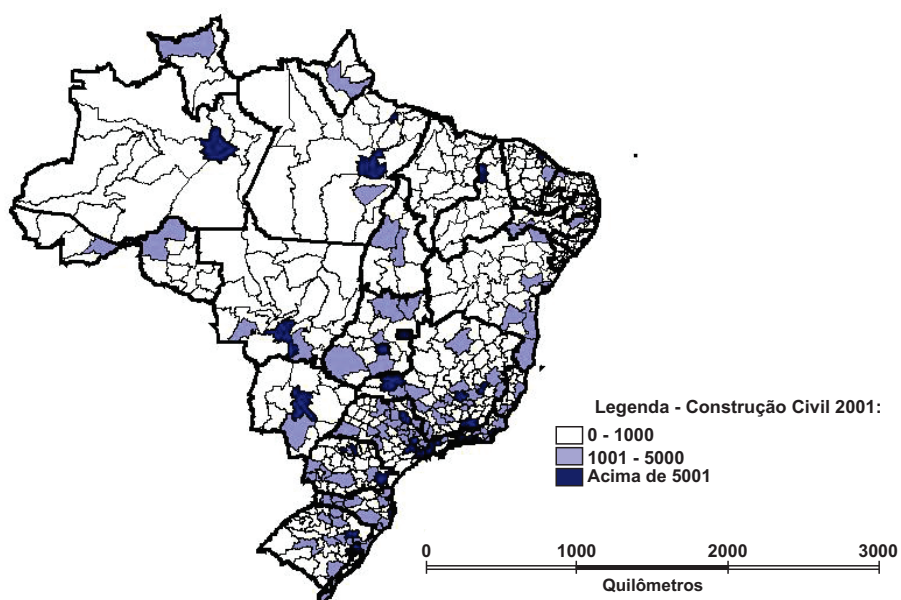 Legenda - Construção Civil 2001:
0 - 1000
1001 - 5000
Acima de 5001
0 1000 2000 3000
Quilômetros